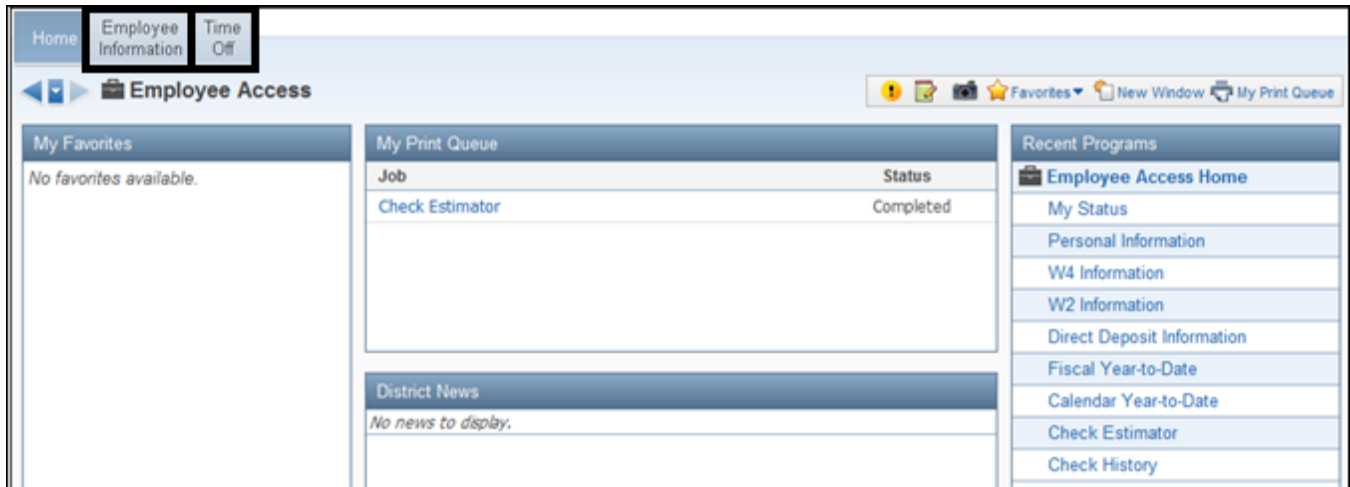 Home
Employee
Information
Time
Off
Employee Access
Favorites New Window My Print Queue
My Favorites
No favorites available.
My Print Queue
Job Status
Check Estimator Completed
District News
No news to display.
Recent Programs
Employee Access Home
My Status
Personal Information
W4 Information
W2 Information
Direct Deposit Information
Fiscal Year-to-Date
Calendar Year-to-Date
Check Estimator
Check History